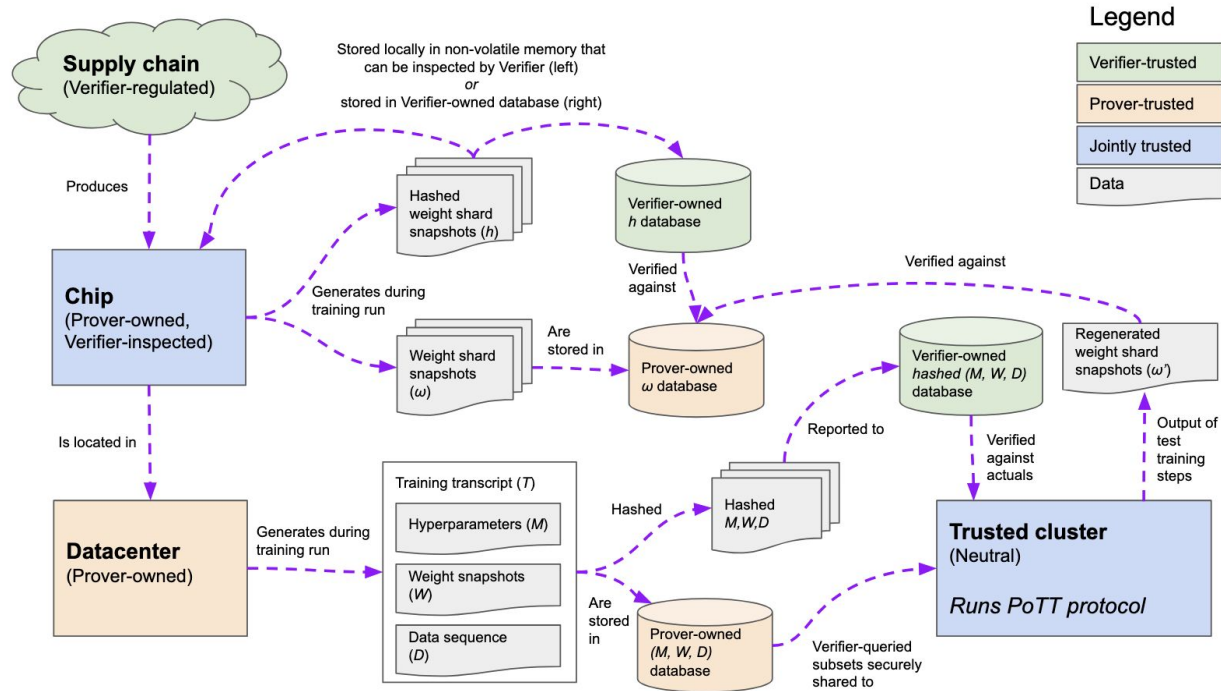 Supply chain
(Verifier-regulated)
Stored locally in non-volatile memory that
can be inspected by Verifier (left)
or
stored in Verifier-owned database (right)
Legend
Verifier-trusted
Prover-trusted
Jointly trusted
Data
Produces
Hashed
weight shard
snapshots (h)
Verifier-owned
h database
Verified
against
Verified against
Chip
(Prover-owned,
Verifier-inspected)
Generates during
training run
Weight shard
snapshots (ω)
Are
stored in
Prover-owned
ω database
Verifier-owned
hashed (M, W, D)
database
Regenerated
weight shard
snapshots (ω')
Is located in
Reported to
Verified
against
actuals
Output of
test
training
steps
Datacenter
(Prover-owned)
Generates during
training run
Training transcript (T)
Hyperparameters (M)
Weight snapshots
(W)
Data sequence
(D)
Hashed
Hashed
M,W,D
Are
stored
in
Prover-owned
(M, W, D)
database
Verifier-queried
subsets securely
shared to
Trusted cluster
(Neutral)
Runs PoTT protocol